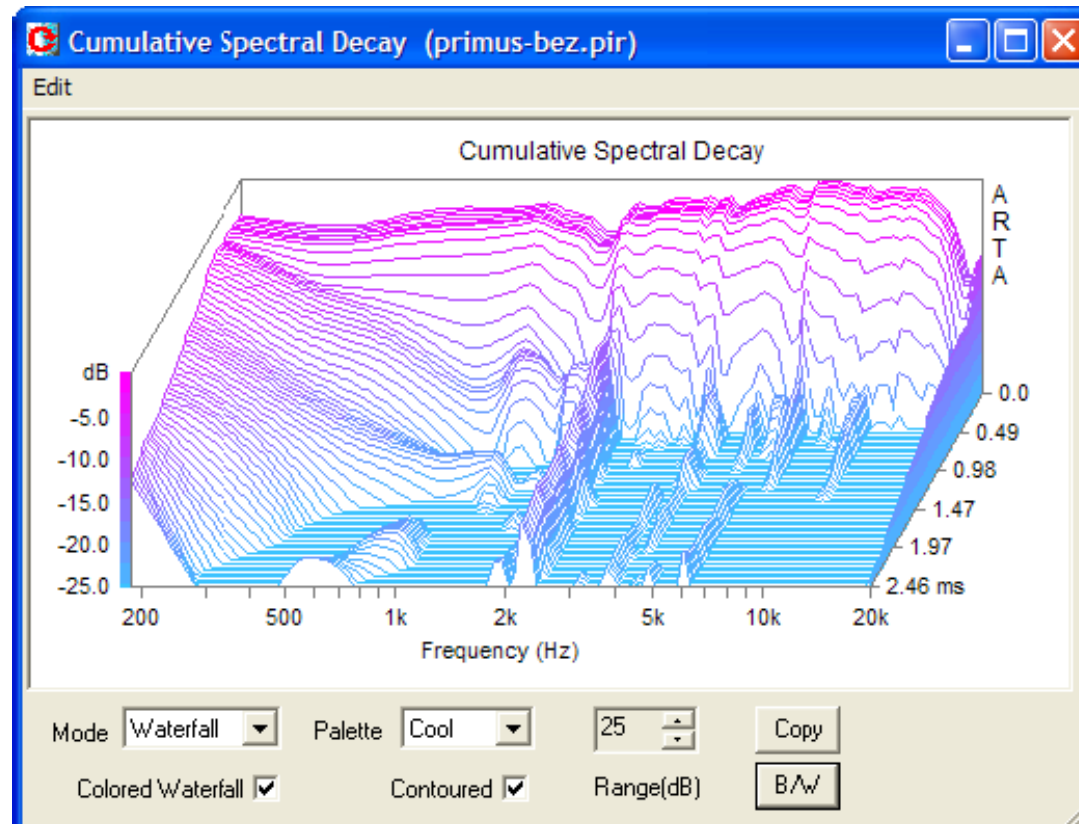 Cumulative Spectral Decay (primus-bez.pir)
Edit
Cumulative Spectral Decay
A
R
T
A
dB
-5.0
-10.0
-15.0
-20.0
-25.0
0.0
0.49
0.98
1.47
1.97
2.46 ms
200 500 1k 2k 5k 10k 20k
Frequency (Hz)
Mode Waterfall Palette Cool 25 Copy
Colored Waterfall Contoured Range(dB) B/W